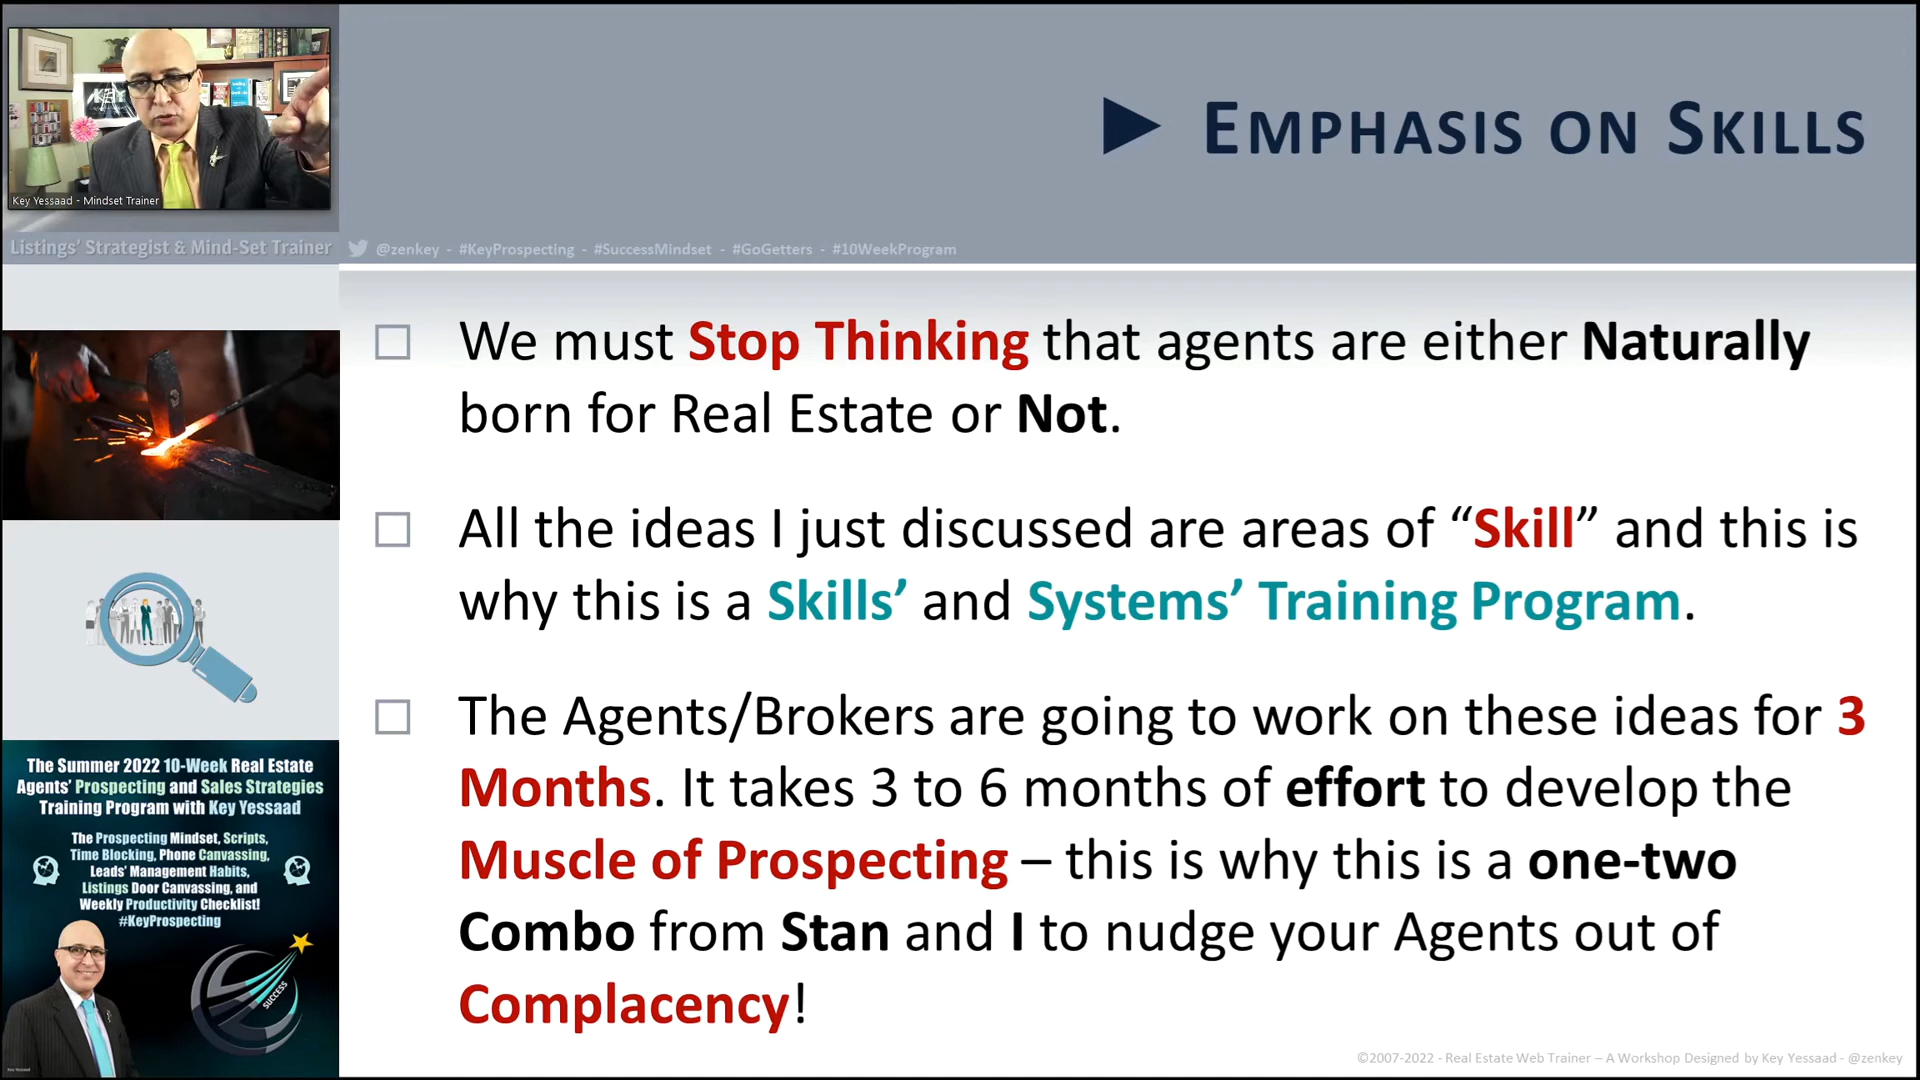 Key Yessaad - Mindset Trainer
Listings’ Strategist & Mind-Set Trainer
► EMPHASIS ON SKILLS
@zenkey - #KeyProspecting - #SuccessMindset - #GoGetters - #10WeekProgram
□ We must Stop Thinking that agents are either Naturally
born for Real Estate or Not.
□ All the ideas I just discussed are areas of “Skill” and this is
why this is a Skills’ and Systems’ Training Program.
□ The Agents/Brokers are going to work on these ideas for 3
Months. It takes 3 to 6 months of effort to develop the
Muscle of Prospecting – this is why this is a one-two
Combo from Stan and I to nudge your Agents out of
Complacency!
The Summer 2022 10-Week Real Estate
Agents’ Prospecting and Sales Strategies
Training Program with Key Yessaad
The Prospecting Mindset, Scripts,
Time Blocking, Phone Canvassing,
Leads’ Management Habits,
Listings Door Canvassing, and
Weekly Productivity Checklist!
#KeyProspecting
SUCCESS
Key Yessaad
©2007-2022 - Real Estate Web Trainer – A Workshop Designed by Key Yessaad - @zenkey